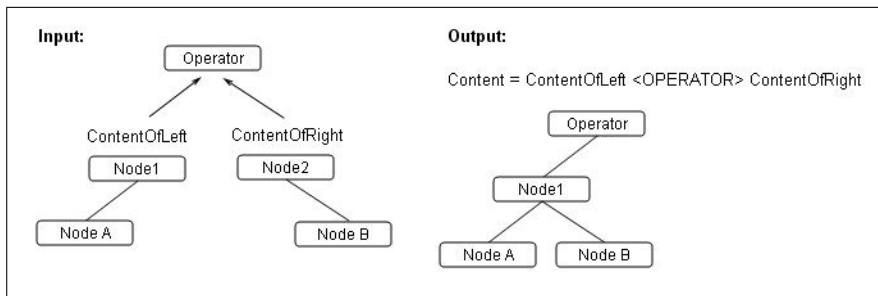 Input:
Operator
ContentOfLeft
ContentOfRight
Node1
Node2
Node A
Node B
Output:
Content = ContentOfLeft <OPERATOR> ContentOfRight
Operator
Node1
Node A
Node B